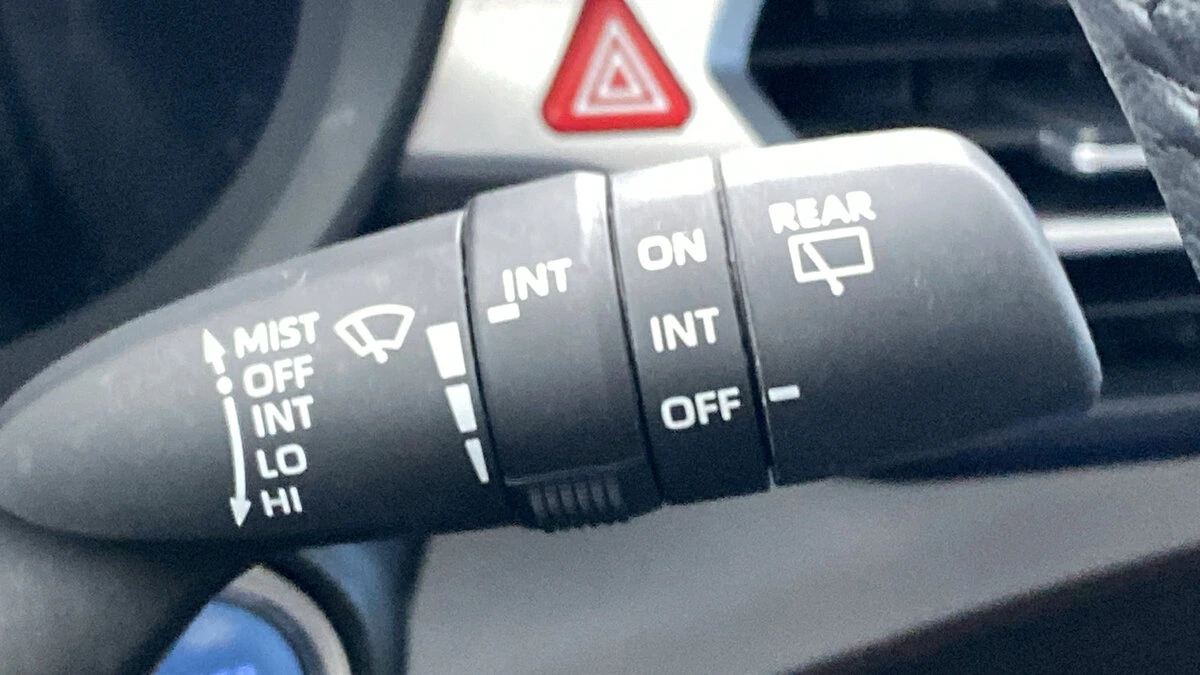 MIST
OFF
INT
LO
HI
INT
ON
INT
OFF
REAR